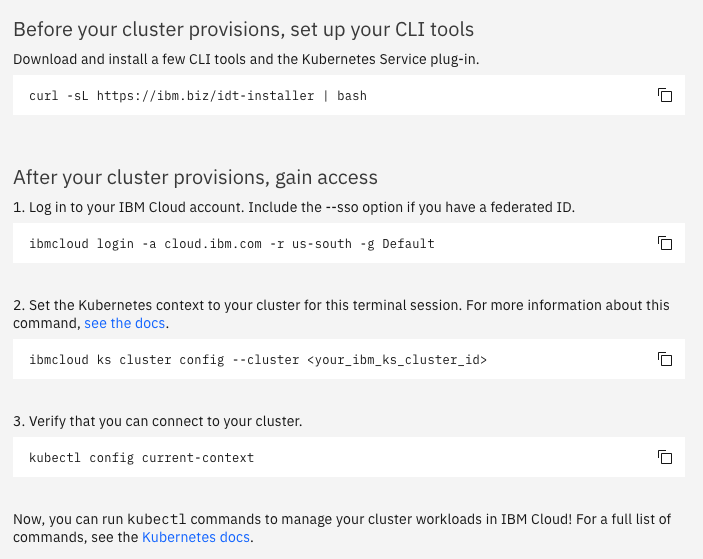 Before your cluster provisions, set up your CLI tools
Download and install a few CLI tools and the Kubernetes Service plug-in.
curl -sL https://ibm.biz/idt-installer | bash
After your cluster provisions, gain access
1. Log in to your IBM Cloud account. Include the --sso option if you have a federated ID.
ibmcloud login -a cloud.ibm.com -r us-south -g Default
2. Set the Kubernetes context to your cluster for this terminal session. For more information about this
command, see the docs.
ibmcloud ks cluster config --cluster <your_ibm_ks_cluster_id>
3. Verify that you can connect to your cluster.
kubectl config current-context
Now, you can run kubectl commands to manage your cluster workloads in IBM Cloud! For a full list of
commands, see the Kubernetes docs.